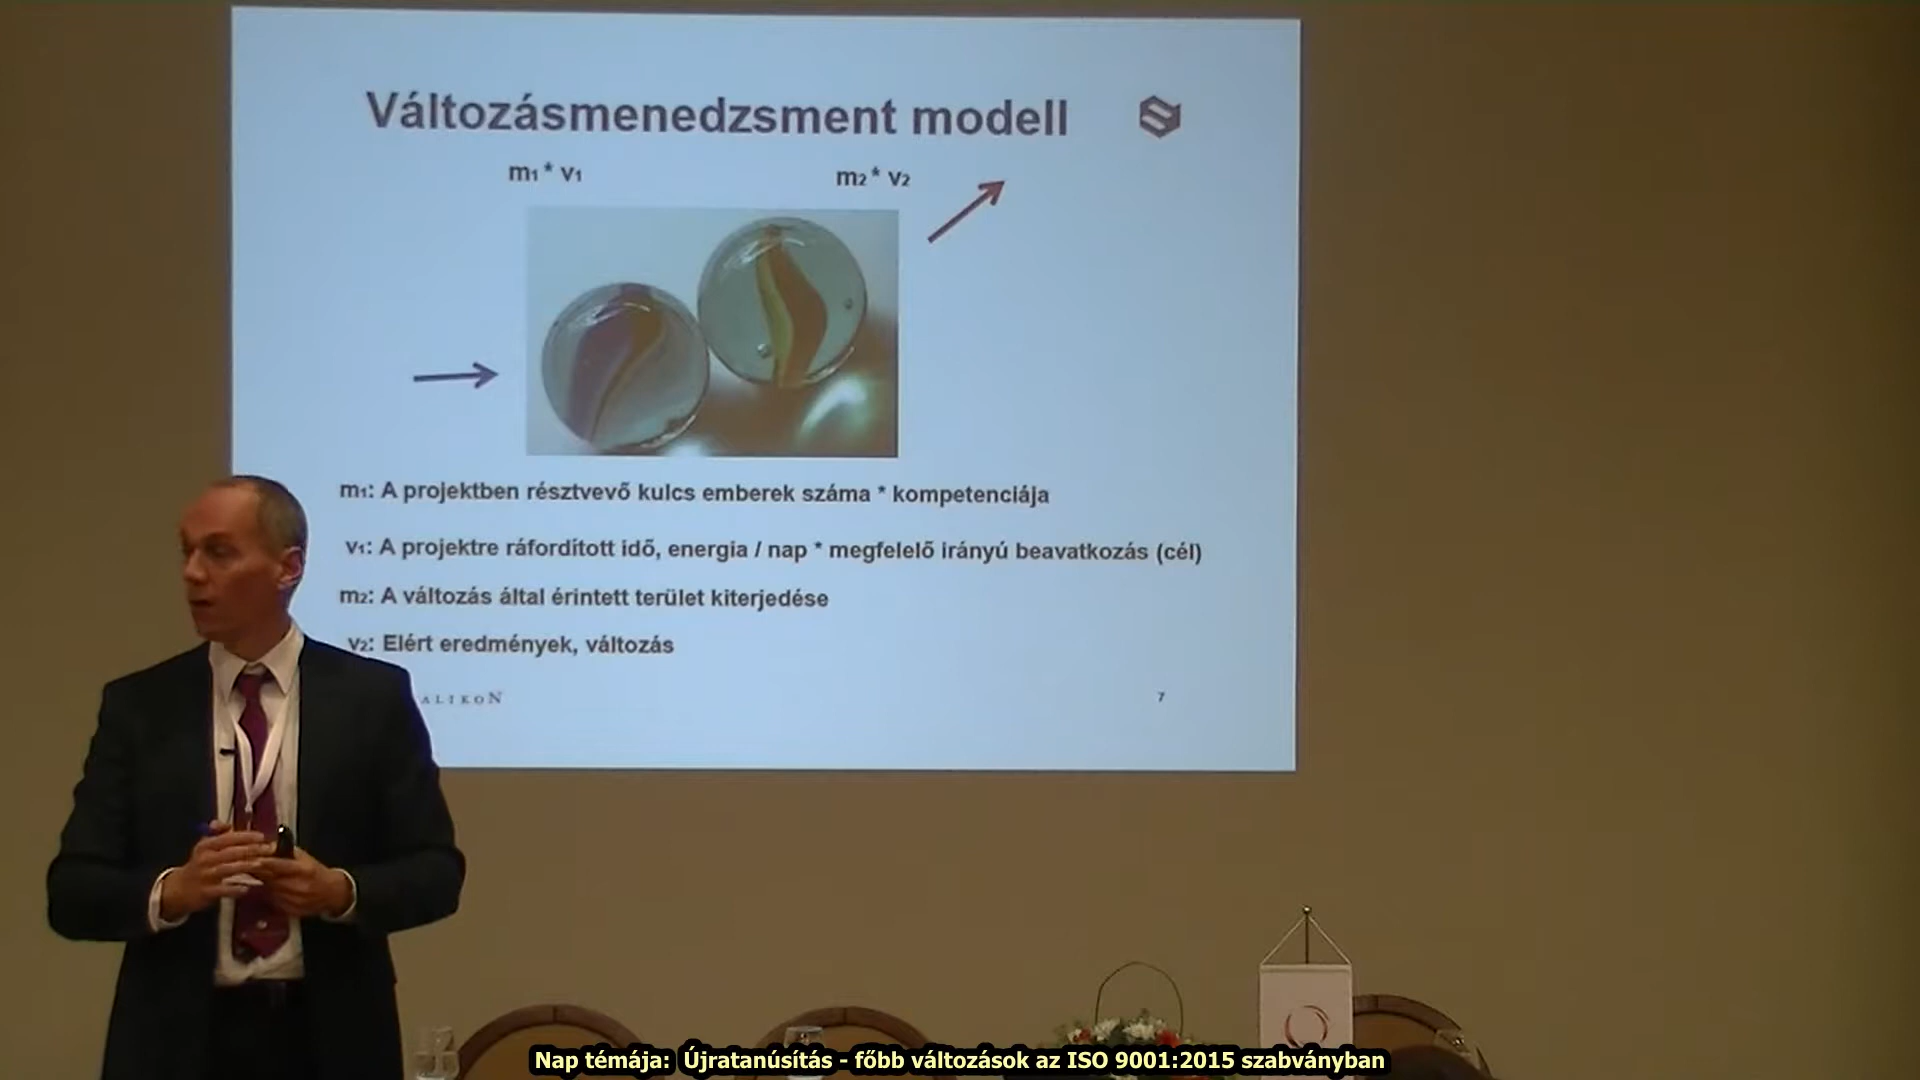 Változásmenedzsment modell
m1 * v1 m2 * v2
m1: A projektben résztvevő kulcs emberek száma * kompetenciája
v1: A projektre ráfordított idő, energia / nap * megfelelő irányú beavatkozás (cél)
m2: A változás által érintett terület kiterjedése
v2: Elért eredmények, változás
ALIKON 7
Nap témája: Újratanúsítás - főbb változások az ISO 9001:2015 szabványban